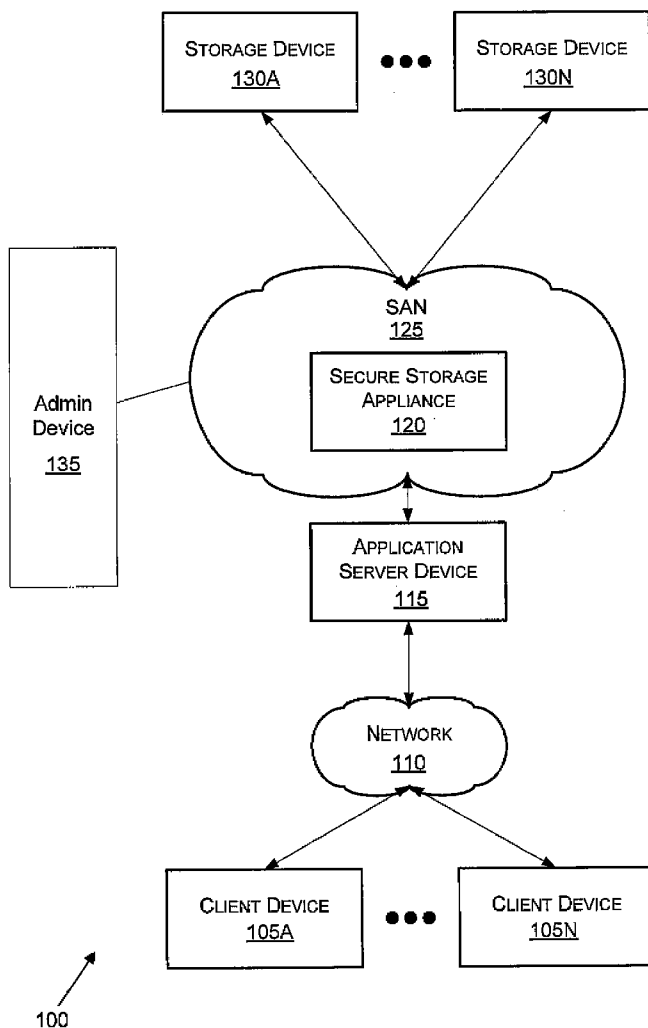 STORAGE DEVICE
130A
STORAGE DEVICE
130N
SAN
125
SECURE STORAGE
APPLIANCE
120
Admin
Device
135
APPLICATION
SERVER DEVICE
115
NETWORK
110
CLIENT DEVICE
105A
CLIENT DEVICE
105N
100